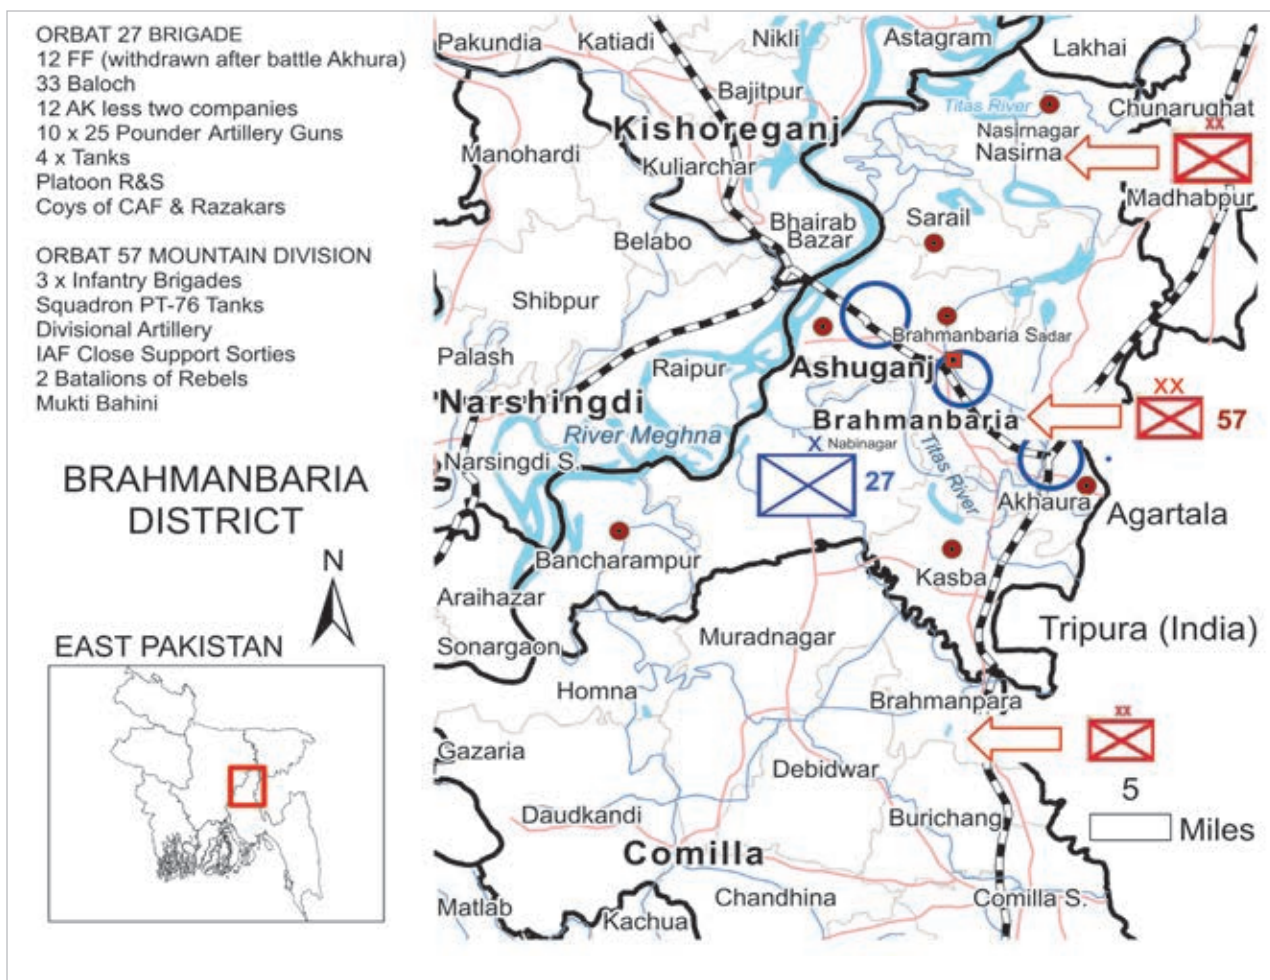 ORBAT 27 BRIGADE
12 FF (withdrawn after battle Akhura)
33 Baloch
12 AK less two companies
10 x 25 Pounder Artillery Guns
4 x Tanks
Platoon R&S
Coys of CAF & Razakars
ORBAT 57 MOUNTAIN DIVISION
3 x Infantry Brigades
Squadron PT-76 Tanks
Divisional Artillery
IAF Close Support Sorties
2 Batalions of Rebels
Mukti Bahini
BRAHMANBARIA
DISTRICT
N
EAST PAKISTAN
Pakundia
Katiadi
Nikli
Astagram
Lakhai
Bajitpur
Titas River
Chunarughat
Kishoreganj
xx
Nasirnagar
Nasirna
Manohardi
Kuliarchar
Madhabpur
Bhairab
Bazar
Sarail
Belabo
Shibpur
Brahmanbaria Sadar
Palash
Raipur
Ashuganj
XX
57
Narshingdi
Brahmanbaria
River Meghna
X
Nabinagar
Titas River
Narsingdi S.
27
Akhaura
Agartala
Bancharampur
Kasba
Araihazar
Sonargaon
Muradnagar
Tripura (India)
Homna
Brahmanpara
xx
Gazaria
Debidwar
5
Miles
Daudkandi
Burichang
Comilla
Chandhina
Comilla S.
Matlab
Kachua